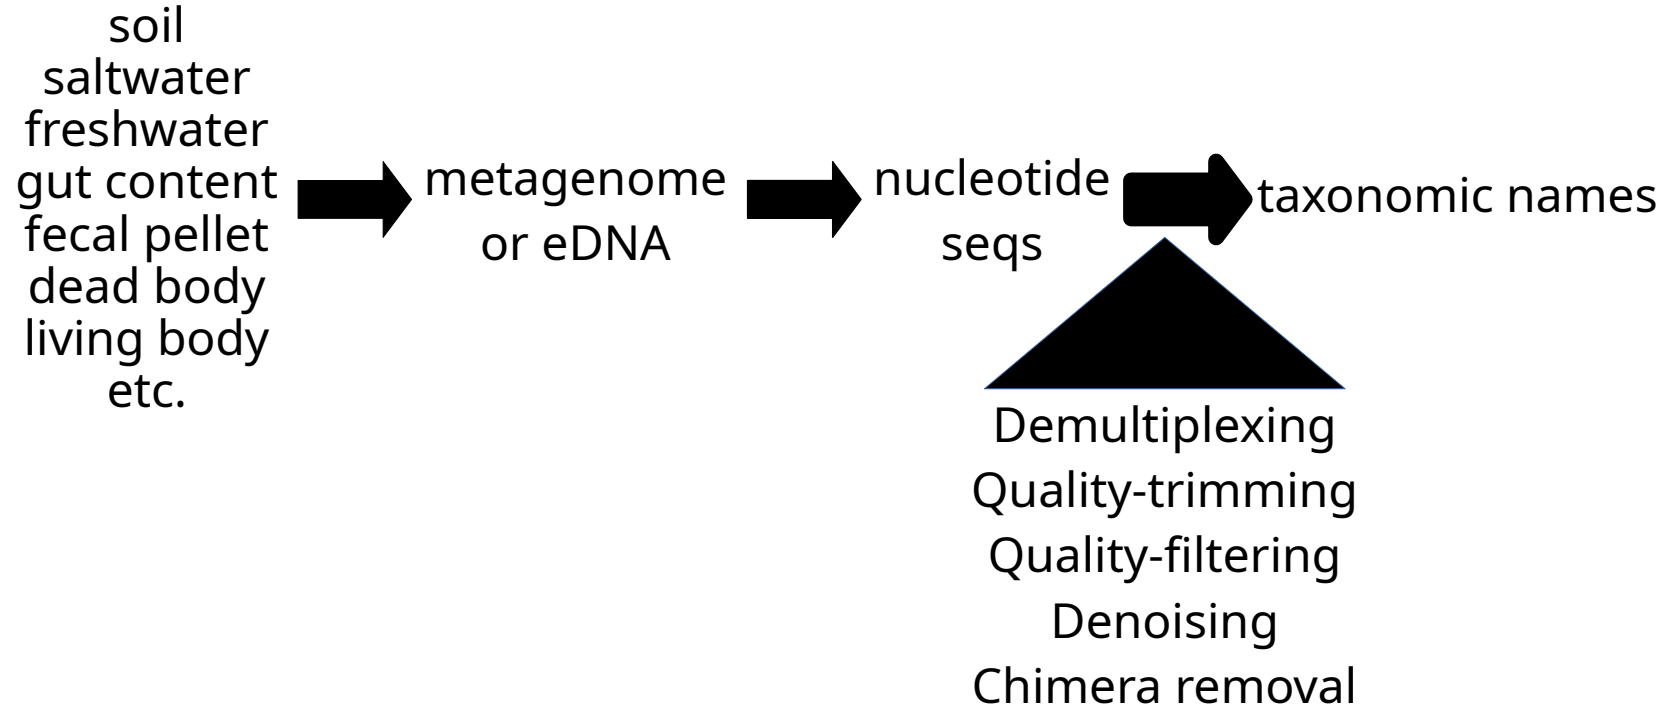 soil
saltwater
freshwater
gut content
fecal pellet
dead body
living body
etc.
metagenome
or eDNA
nucleotide
seqs
taxonomic names
Demultiplexing
Quality-trimming
Quality-filtering
Denoising
Chimera removal